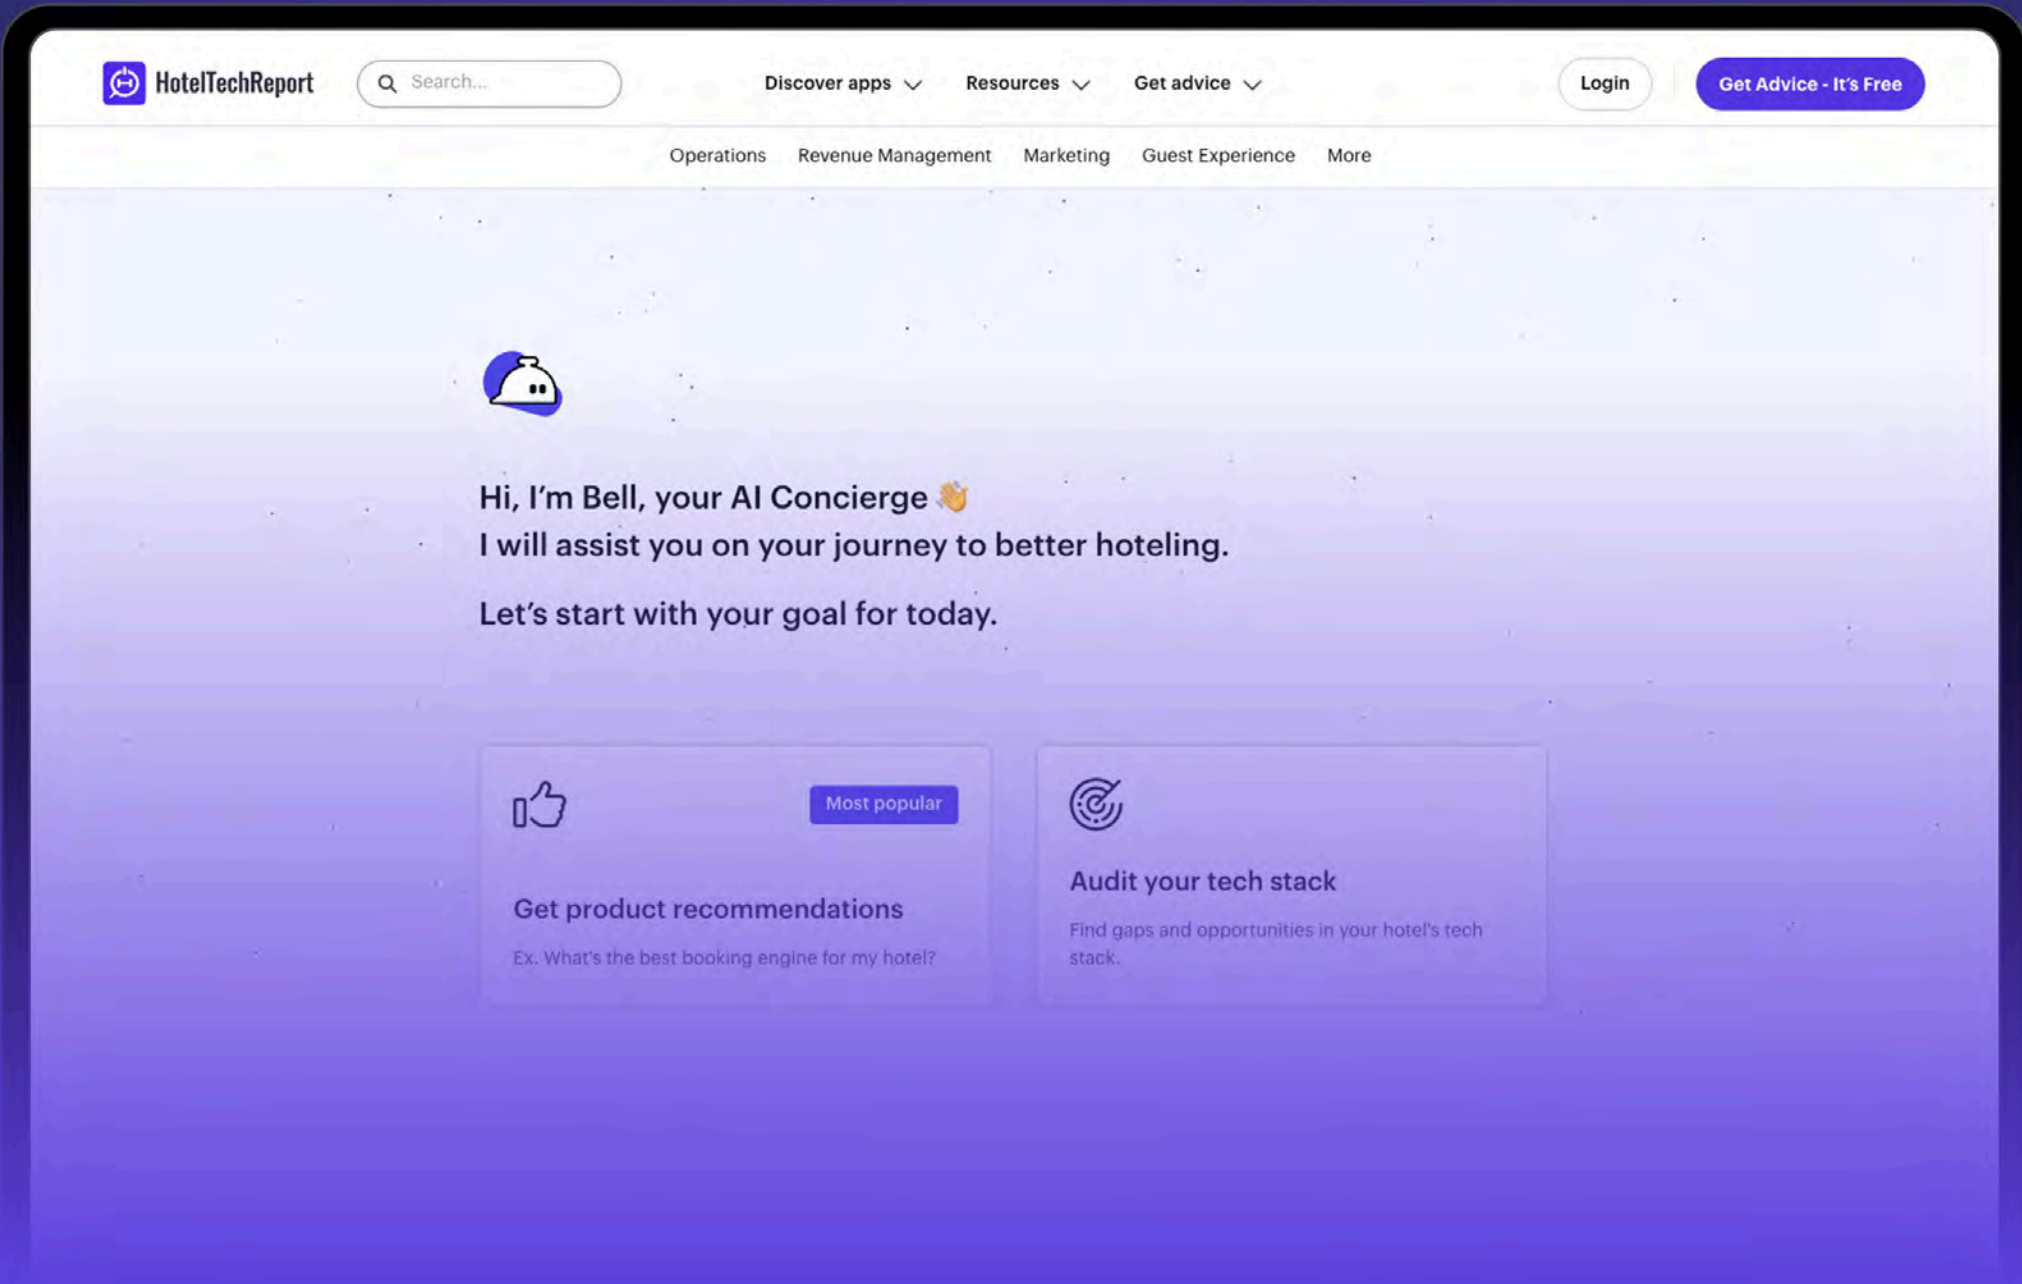 HotelTechReport
Search...
Discover apps
Resources
Get advice
Login
Get Advice - It's Free
Operations
Revenue Management
Marketing
Guest Experience
More
Hi, I'm Bell, your AI Concierge 👋
I will assist you on your journey to better hoteling.
Let's start with your goal for today.
Most popular
Get product recommendations
Ex. What's the best booking engine for my hotel?
Audit your tech stack
Find gaps and opportunities in your hotel's tech
stack.